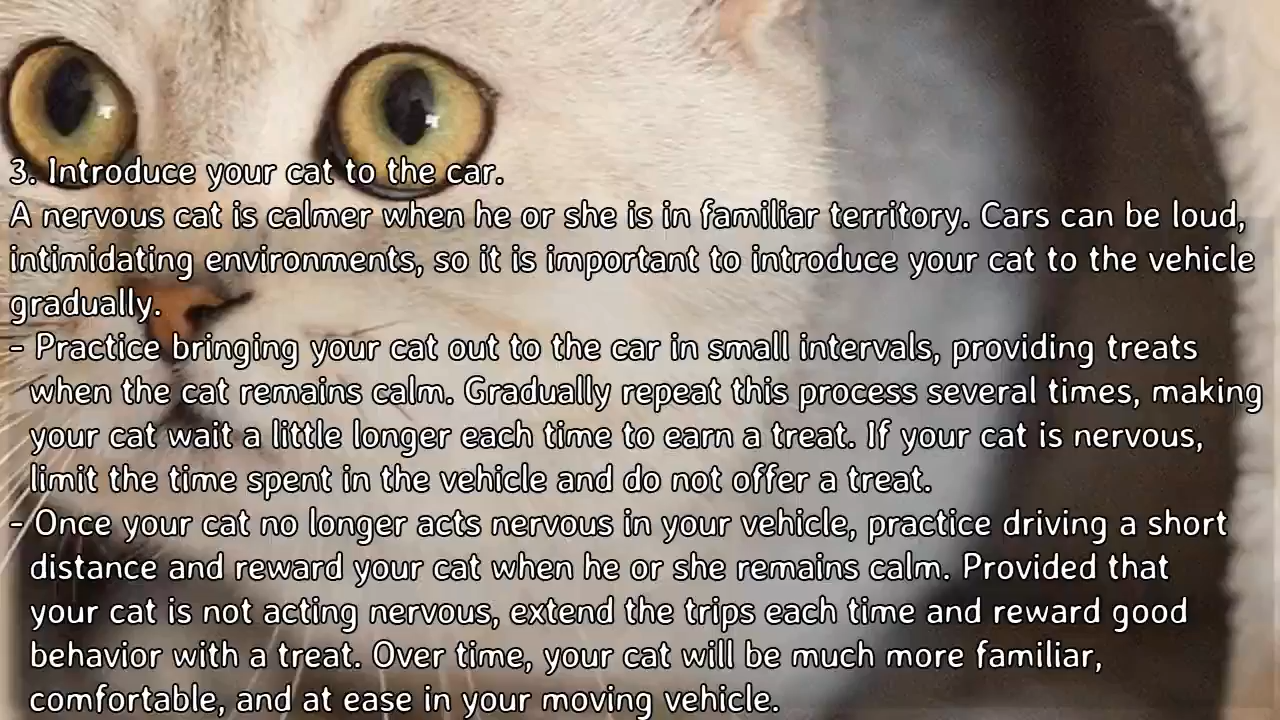 3. Introduce your cat to the car.
A nervous cat is calmer when he or she is in familiar territory. Cars can be loud,
intimidating environments, so it is important to introduce your cat to the vehicle
gradually.
- Practice bringing your cat out to the car in small intervals, providing treats
when the cat remains calm. Gradually repeat this process several times, making
your cat wait a little longer each time to earn a treat. If your cat is nervous,
limit the time spent in the vehicle and do not offer a treat.
- Once your cat no longer acts nervous in your vehicle, practice driving a short
distance and reward your cat when he or she remains calm. Provided that
your cat is not acting nervous, extend the trips each time and reward good
behavior with a treat. Over time, your cat will be much more familiar,
comfortable, and at ease in your moving vehicle.